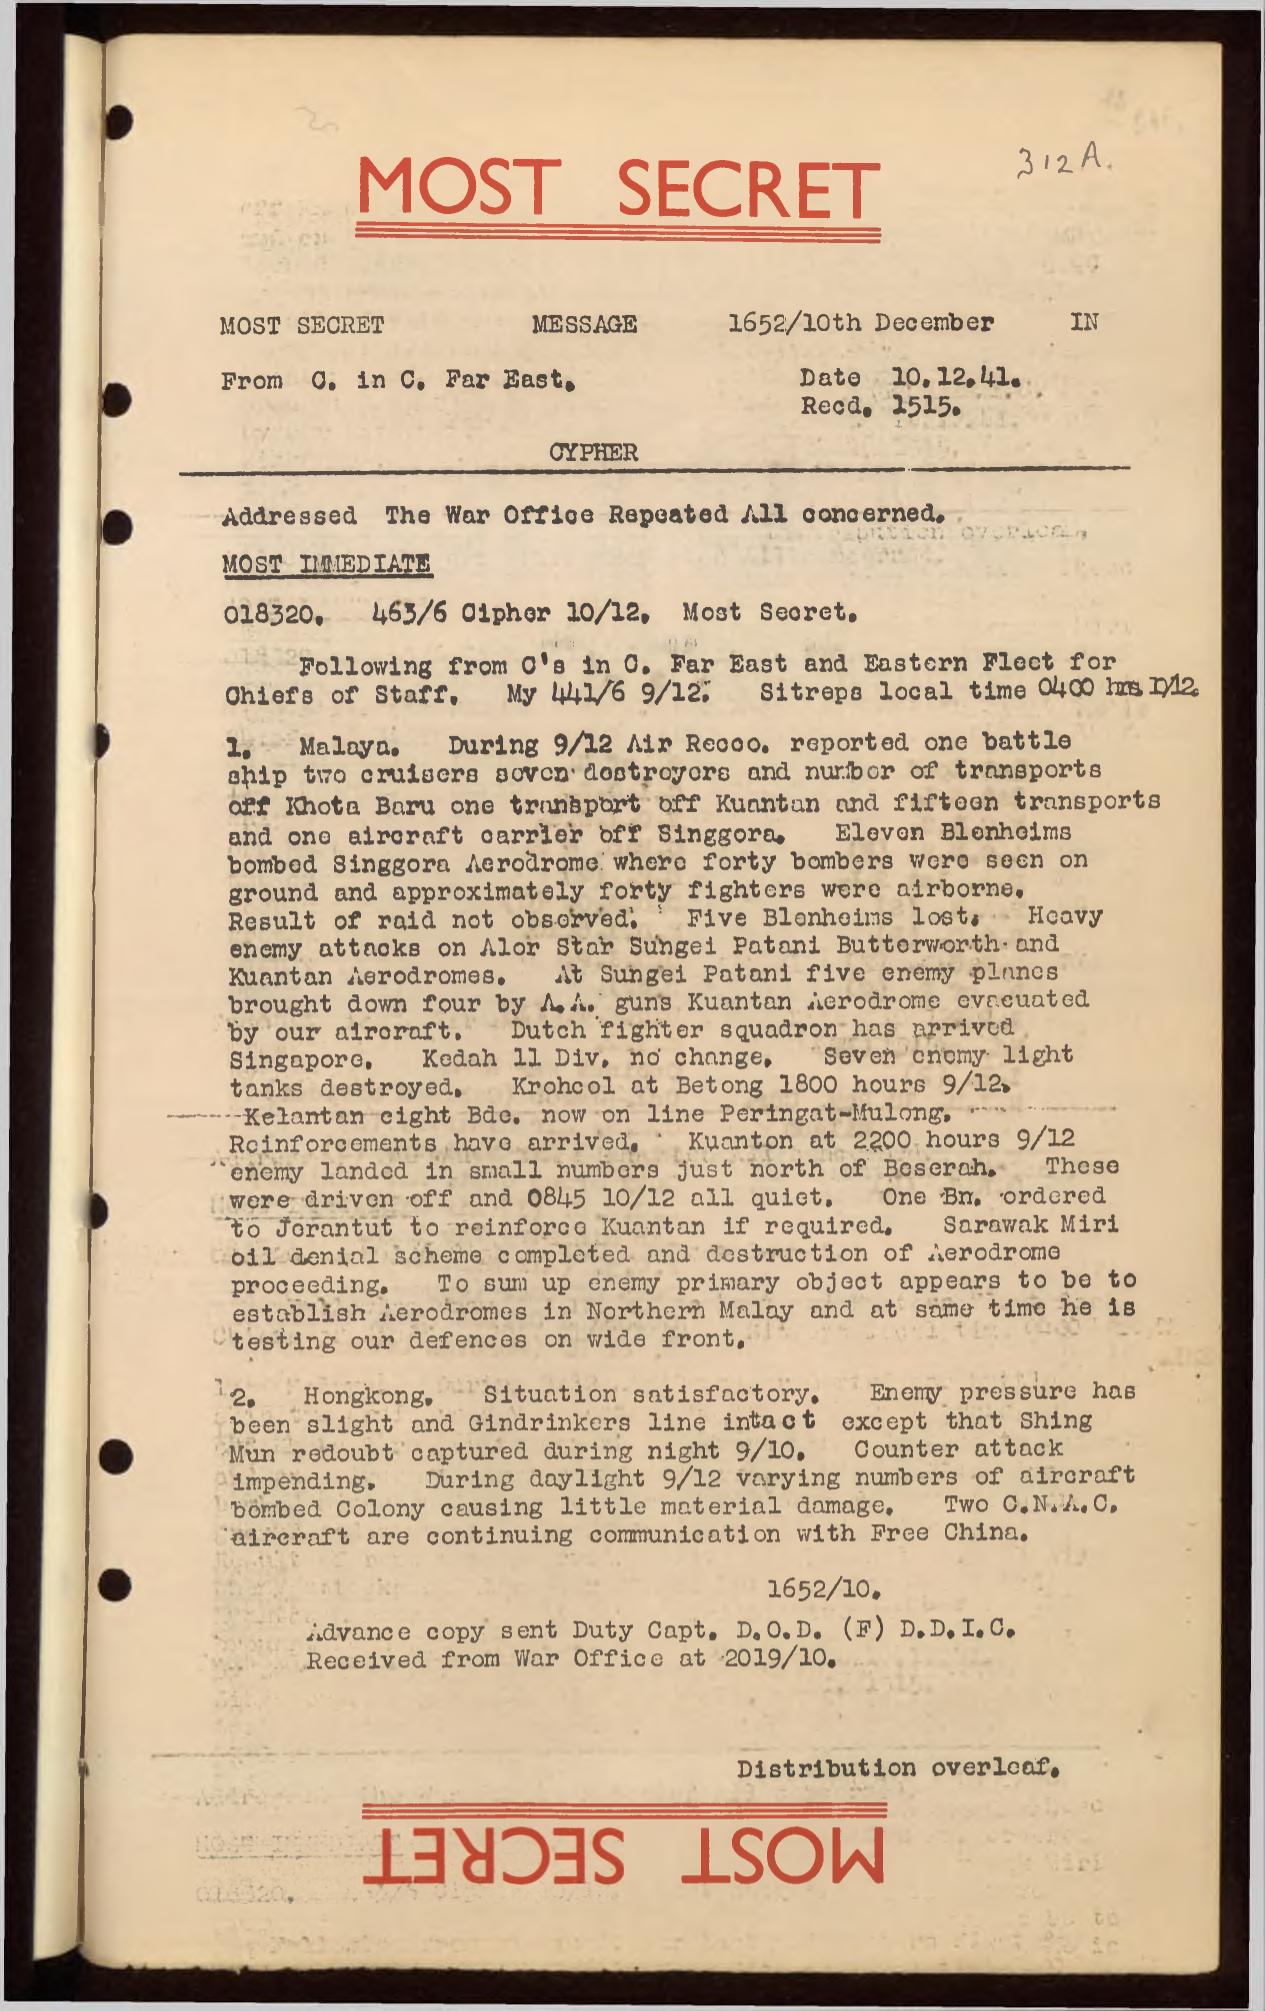 312A.
MOST SECRET
MOST SECRET MESSAGE 1652/10th December IN
From C. in C. Far East. Date 10.12.41.
Recd. 1515.
CYPHER
Addressed The War Office Repeated All concerned.
MOST IMMEDIATE
018320. 463/6 Cipher 10/12. Most Secret.
Following from C's in C. Far East and Eastern Fleet for
Chiefs of Staff. My 441/6 9/12. Sitreps local time 0400 hrs 10/12.
1. Malaya. During 9/12 Air Recco. reported one battle
ship two cruisers seven destroyers and number of transports
off Khota Baru one transport off Kuantan and fifteen transports
and one aircraft carrier off Singgora. Eleven Blenheims
bombed Singgora Aerodrome where forty bombers were seen on
ground and approximately forty fighters were airborne.
Result of raid not observed. Five Blenheims lost. Heavy
enemy attacks on Alor Star Sungei Patani Butterworth and
Kuantan Aerodromes. At Sungei Patani five enemy planes
brought down four by A.A. guns Kuantan Aerodrome evacuated
by our aircraft. Dutch fighter squadron has arrived
Singapore. Kedah 11 Div. no change. Seven enemy light
tanks destroyed. Krohcol at Betong 1800 hours 9/12.
Kelantan eight Bde. now on line Peringat-Mulong.
Reinforcements have arrived. Kuanton at 2200 hours 9/12
enemy landed in small numbers just north of Beserah. These
were driven off and 0845 10/12 all quiet. One Bn. ordered
to Jerantut to reinforce Kuantan if required. Sarawak Miri
oil denial scheme completed and destruction of Aerodrome
proceeding. To sum up enemy primary object appears to be to
establish Aerodromes in Northern Malay and at same time he is
testing our defences on wide front.
2. Hongkong. Situation satisfactory. Enemy pressure has
been slight and Gindrinkers line intact except that Shing
Mun redoubt captured during night 9/10. Counter attack
impending. During daylight 9/12 varying numbers of aircraft
bombed Colony causing little material damage. Two C.N.A.C.
aircraft are continuing communication with Free China.
1652/10.
Advance copy sent Duty Capt. D.O.D. (F) D.D.I.C.
Received from War Office at 2019/10.
Distribution overleaf.
MOST SECRET